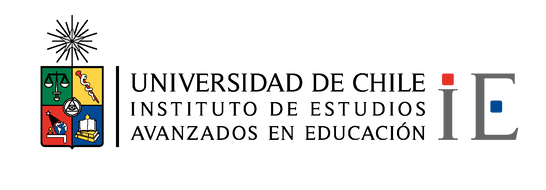 UNIVERSIDAD DE CHILE
INSTITUTO DE ESTUDIOS
AVANZADOS EN EDUCACIÓN
iE